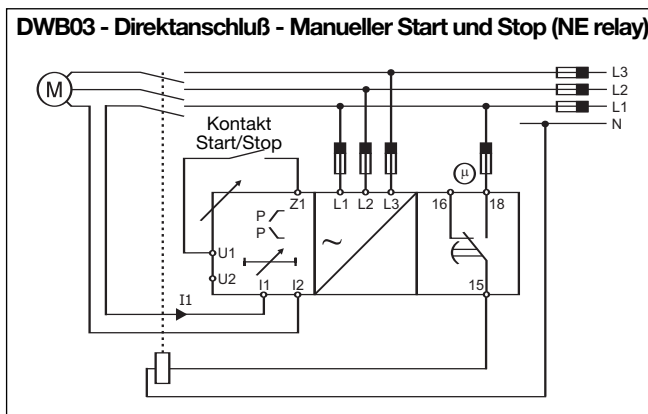 DWB03 - Direktanschluß - Manueller Start und Stop (NE relay)
L3
L2
L1
N
M
Kontakt
Start/Stop
µ
Z1
L1
L2
L3
16
18
P
P
~
U1
U2
I1
I2
15
I1